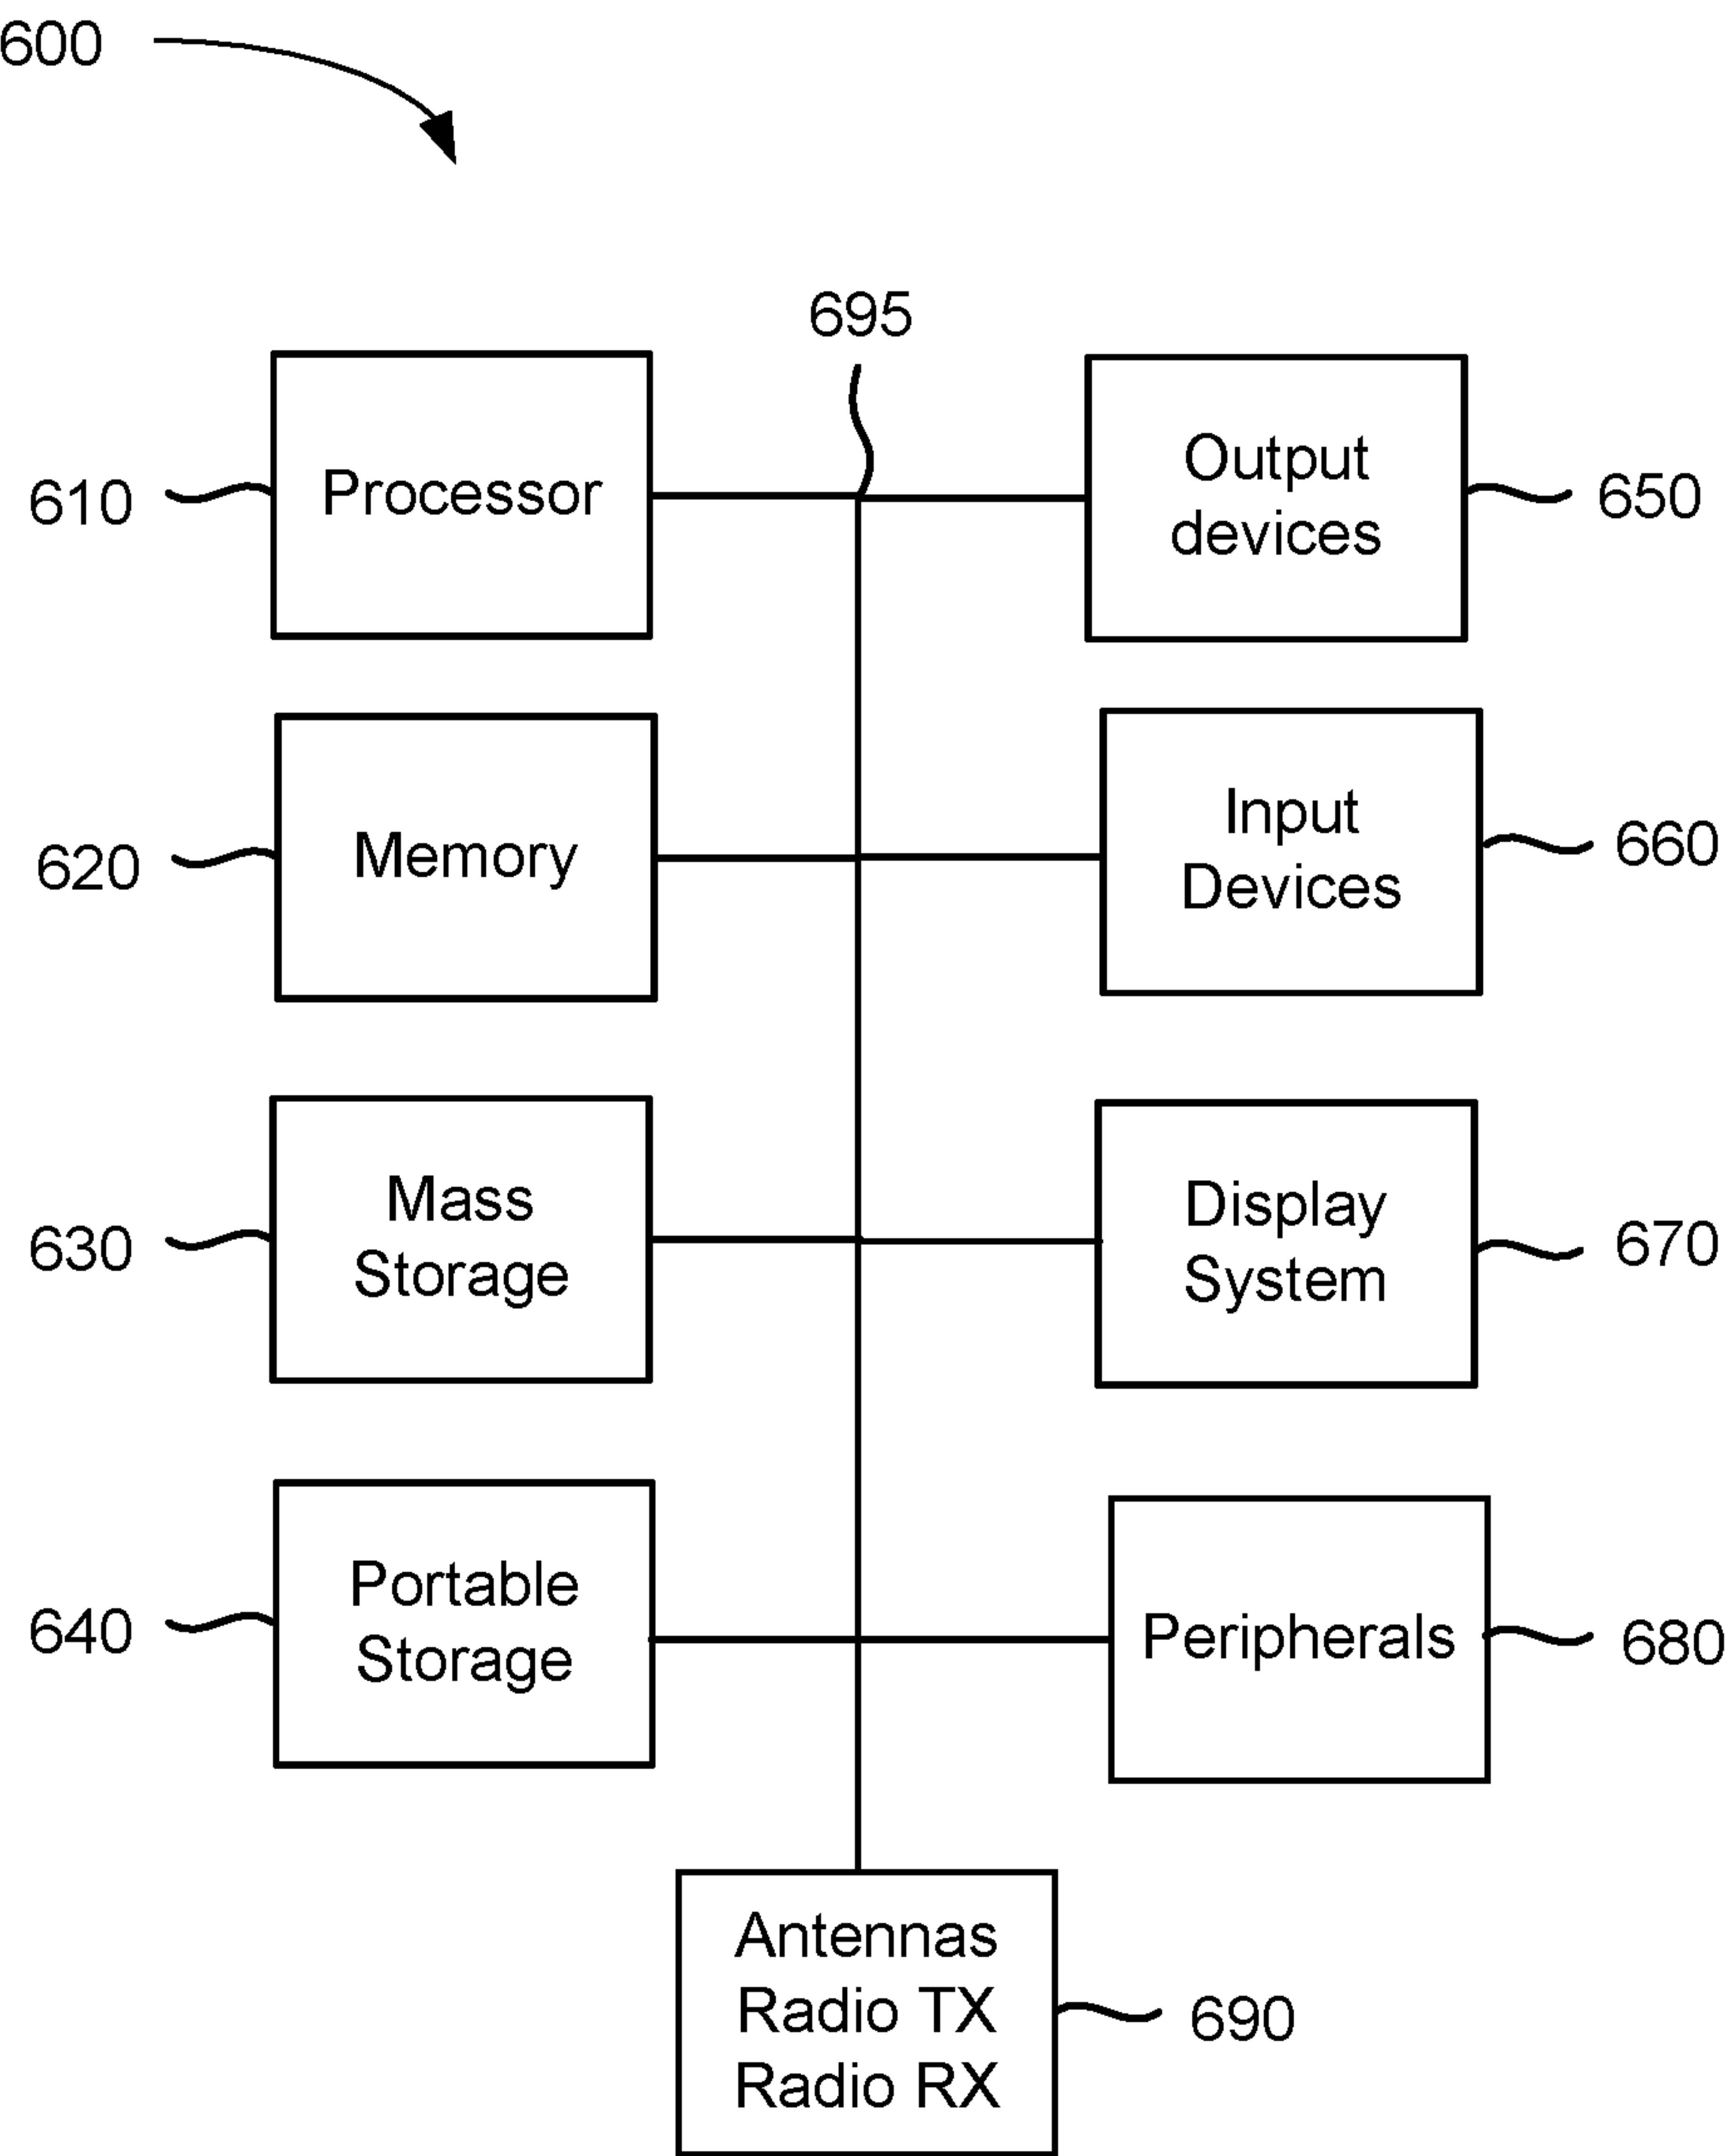 600
695
610
Processor
Output
devices
650
620
Memory
Input
Devices
660
630
Mass
Storage
Display
System
670
640
Portable
Storage
Peripherals
680
Antennas
Radio TX
Radio RX
690